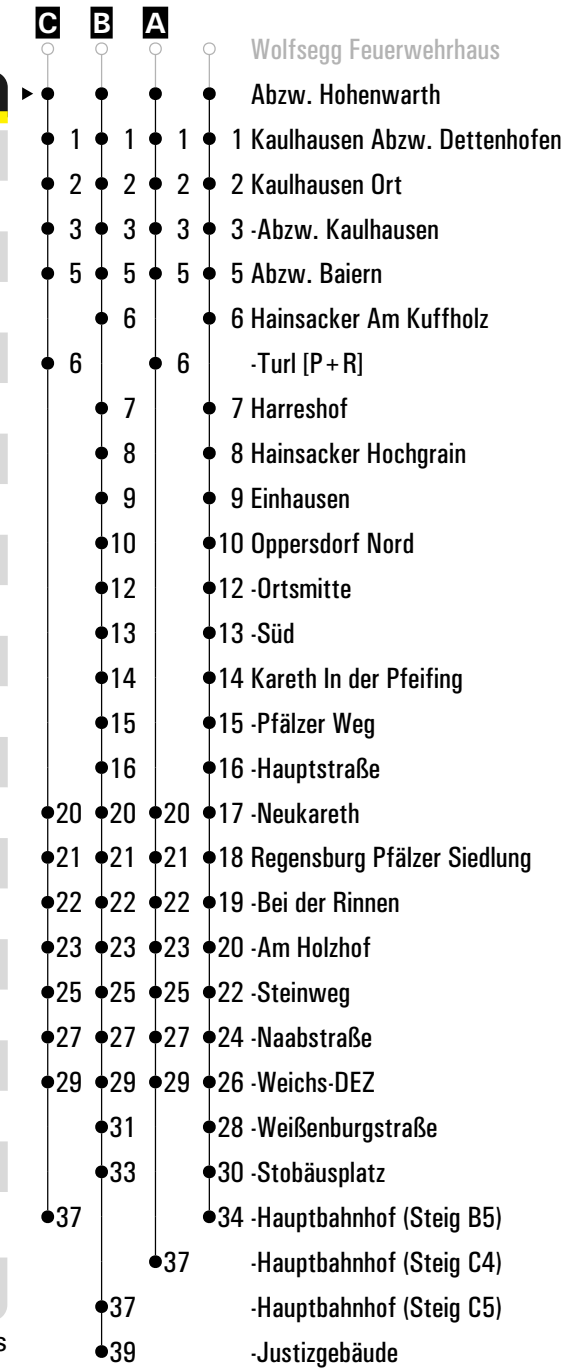 C B A
Wolfsegg Feuerwehrhaus
Abzw. Hohenwarth
1 1 1 1 Kaulhausen Abzw. Dettenhofen
2 2 2 2 Kaulhausen Ort
3 3 3 3 -Abzw. Kaulhausen
5 5 5 5 Abzw. Baiern
6 6 Hainsacker Am Kuffholz
6 6 -Turl [P+R]
7 7 Harreshof
8 8 Hainsacker Hochgrain
9 9 Einhausen
10 10 Oppersdorf Nord
12 12 -Ortsmitte
13 13 -Süd
14 14 Kareth In der Pfeifing
15 15 -Pfälzer Weg
16 16 -Hauptstraße
20 20 20 17 -Neukareth
21 21 21 18 Regensburg Pfälzer Siedlung
22 22 22 19 -Bei der Rinnen
23 23 23 20 -Am Holzhof
25 25 25 22 -Steinweg
27 27 27 24 -Naabstraße
29 29 29 26 -Weichs-DEZ
31 28 -Weißenburgstraße
33 30 -Stobäusplatz
37 34 -Hauptbahnhof (Steig B5)
37 -Hauptbahnhof (Steig C4)
37 -Hauptbahnhof (Steig C5)
s 39 -Justizgebäude